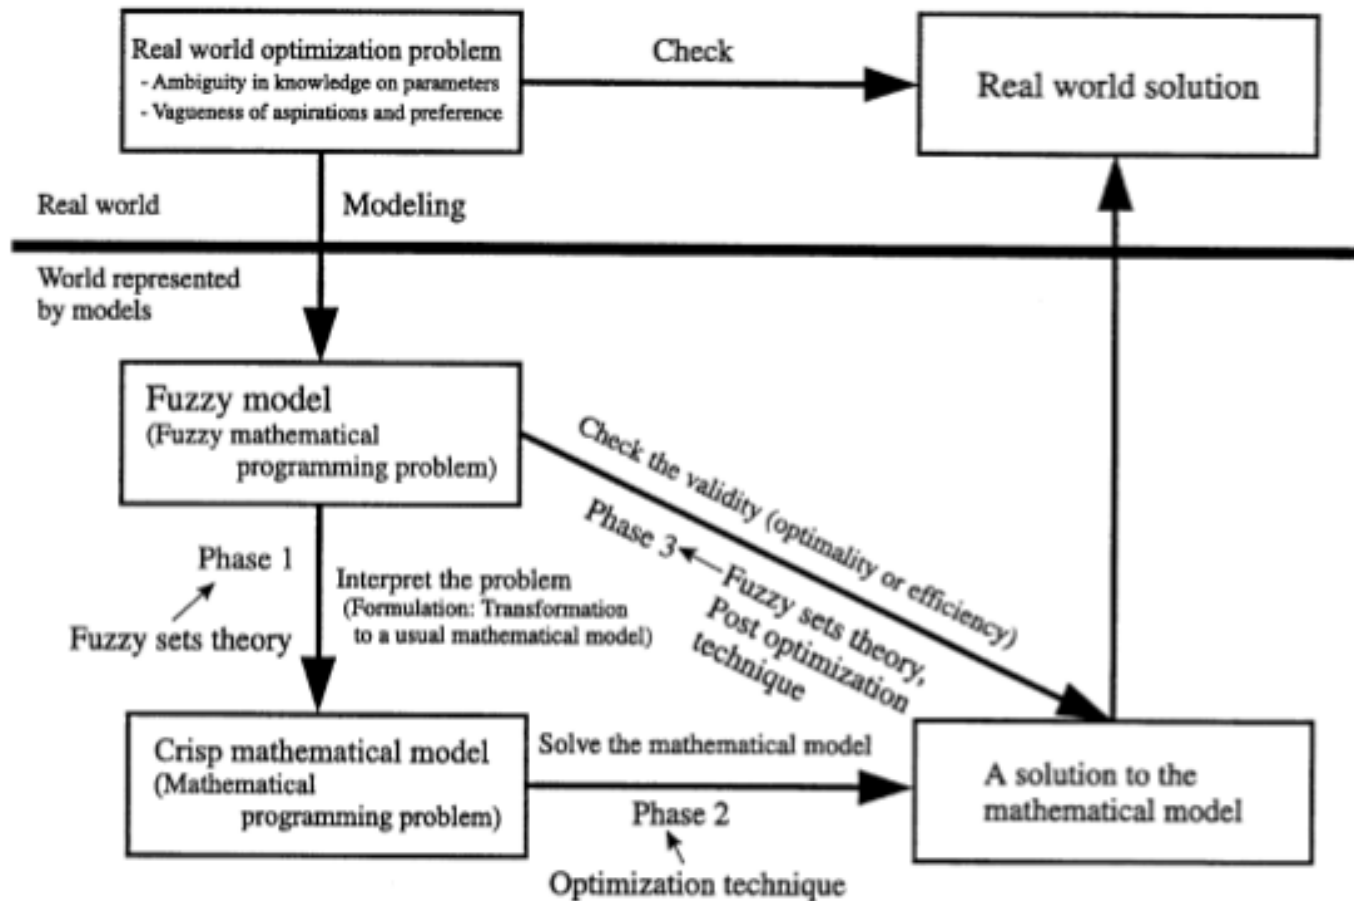 Real world optimization problem
- Ambiguity in knowledge on parameters
- Vagueness of aspirations and preference
Check
Real world solution
Real world
Modeling
World represented
by models
Fuzzy model
(Fuzzy mathematical
programming problem)
Check the validity (optimality or efficiency)
Phase 3
Fuzzy sets theory,
Post optimization
technique
Phase 1
Fuzzy sets theory
Interpret the problem
(Formulation: Transformation
to a usual mathematical model)
Crisp mathematical model
(Mathematical
programming problem)
Solve the mathematical model
Phase 2
Optimization technique
A solution to the
mathematical model